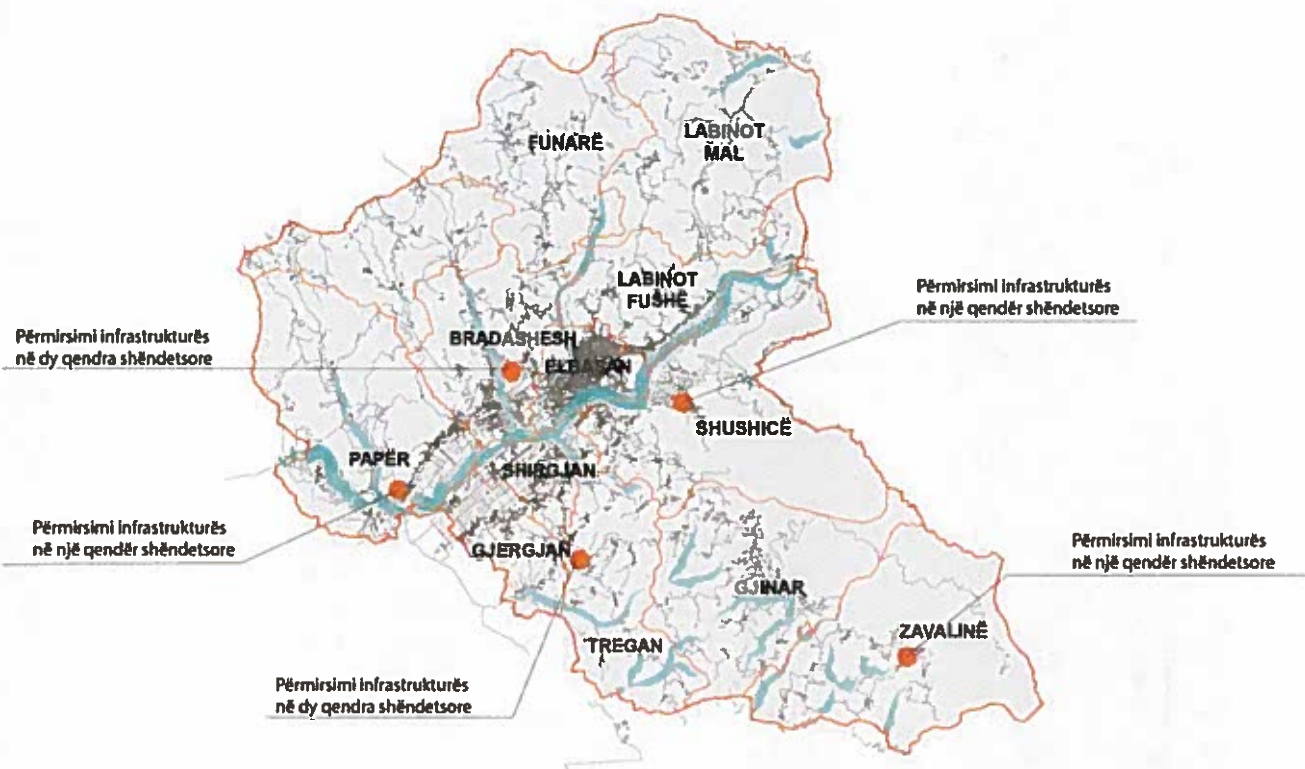 FUNARË
LABINOT
MAL
LABINOT
FUSHË
Përmirsimi infrastrukturës
në një qendër shëndetsore
Përmirsimi infrastrukturës
në dy qendra shëndetsore
BRADASHESH
ELBASAN
SHUSHICË
PAPËR
SHIRGJAN
Përmirsimi infrastrukturës
në një qendër shëndetsore
GJERGJAN
Përmirsimi infrastrukturës
në një qendër shëndetsore
GJINAR
ZAVALINË
TREGAN
Përmirsimi infrastrukturës
në dy qendra shëndetsore